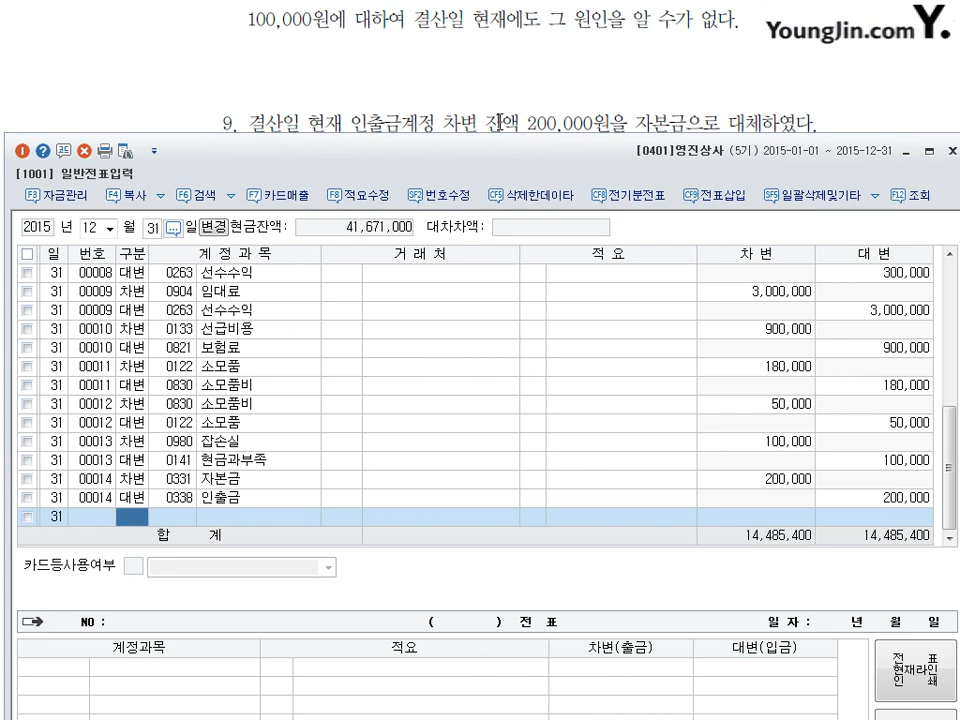 100,000원에 대하여 결산일 현재에도 그 원인을 알 수가 없다.
YoungJin.com Y.
9. 결산일 현재 인출금계정 차변 잔액 200,000원을 자본금으로 대체하였다.
[0401]영진상사 (5기) 2015-01-01 ~ 2015-12-31
[1001] 일반전표입력
F3 자금관리 F4 복사 F6 검색 F7 카드매출 F8 적요수정 SF2 번호수정 CF5 삭제한데이타 CF8 전기분전표 CF9 전표삽입 SF5 일괄삭제및기타 F12 조회
2015 년 12 월 31 일 변경 현금잔액: 41,671,000 대차차액:
일 번호 구분 계 정 과 목 거 래 처 적 요 차 변 대 변
31 00008 대변 0263 선수수익 300,000
31 00009 차변 0904 임대료 3,000,000
31 00009 대변 0263 선수수익 3,000,000
31 00010 차변 0133 선급비용 900,000
31 00010 대변 0821 보험료 900,000
31 00011 차변 0122 소모품 180,000
31 00011 대변 0830 소모품비 180,000
31 00012 차변 0830 소모품비 50,000
31 00012 대변 0122 소모품 50,000
31 00013 차변 0980 잡손실 100,000
31 00013 대변 0141 현금과부족 100,000
31 00014 차변 0331 자본금 200,000
31 00014 대변 0338 인출금 200,000
31
합 계 14,485,400 14,485,400
카드등사용여부
NO : ( ) 전 표 일 자 : 년 월 일
계정과목 적요 차변(출금) 대변(입금)
전 표
현재라인
인 쇄